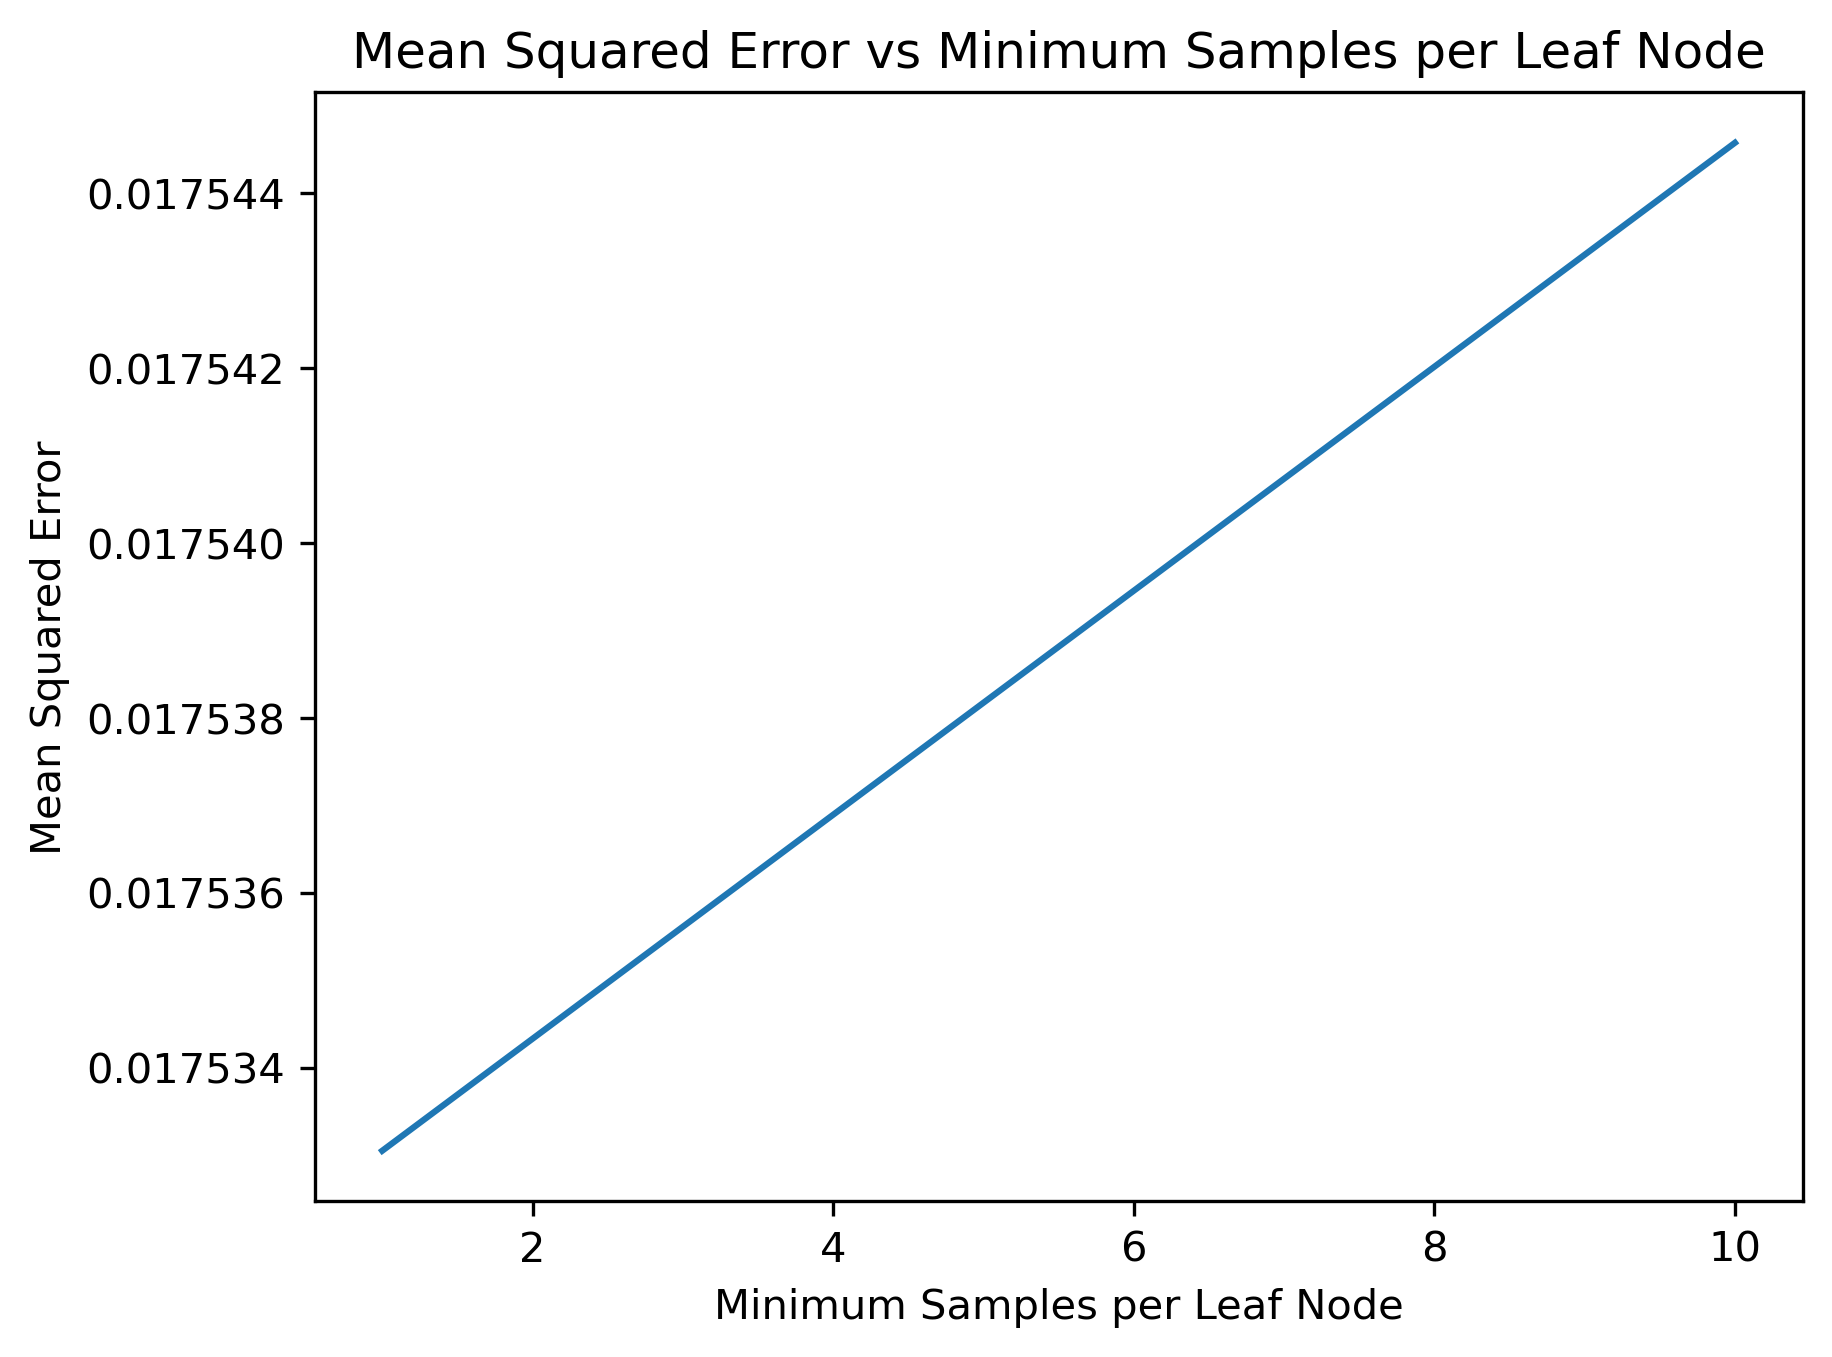 Mean Squared Error vs Minimum Samples per Leaf Node
Mean Squared Error
0.017544
0.017542
0.017540
0.017538
0.017536
0.017534
2 4 6 8 10
Minimum Samples per Leaf Node